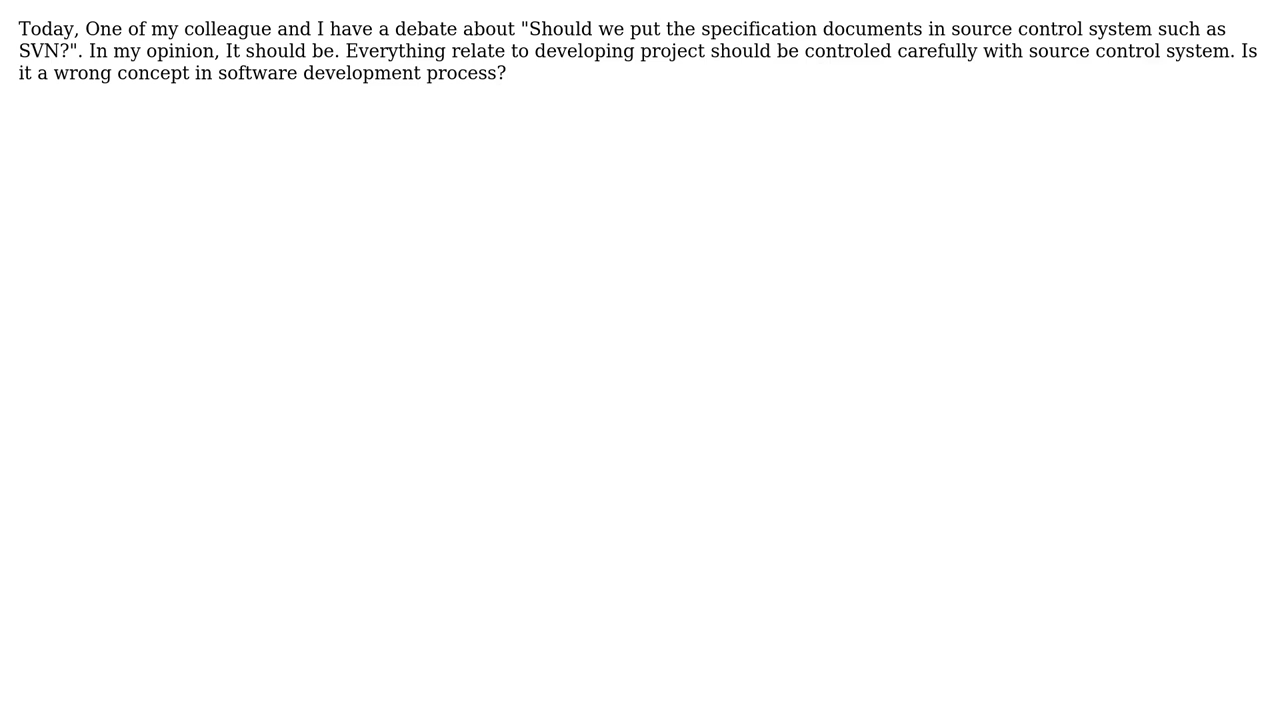 Today, One of my colleague and I have a debate about "Should we put the specification documents in source control system such as
SVN?". In my opinion, It should be. Everything relate to developing project should be controled carefully with source control system. Is
it a wrong concept in software development process?